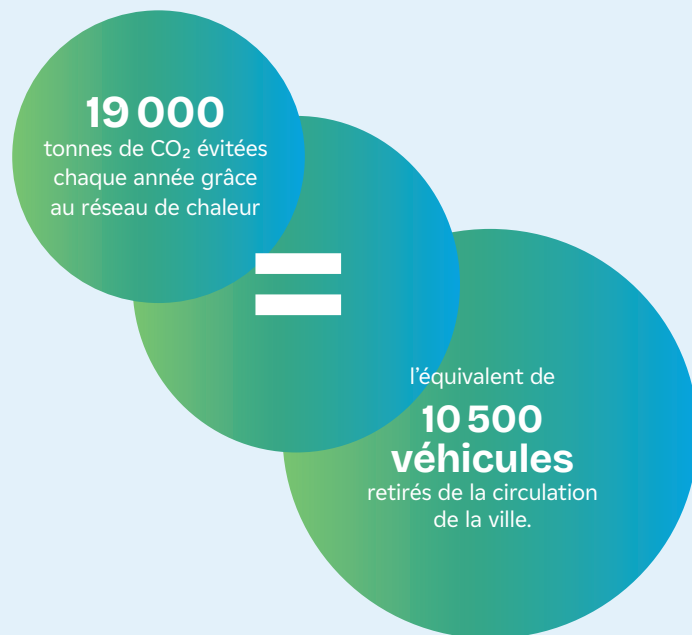 19 000
tonnes de CO₂ évitées
chaque année grâce
au réseau de chaleur
=
l'équivalent de
10 500
véhicules
retirés de la circulation
de la ville.